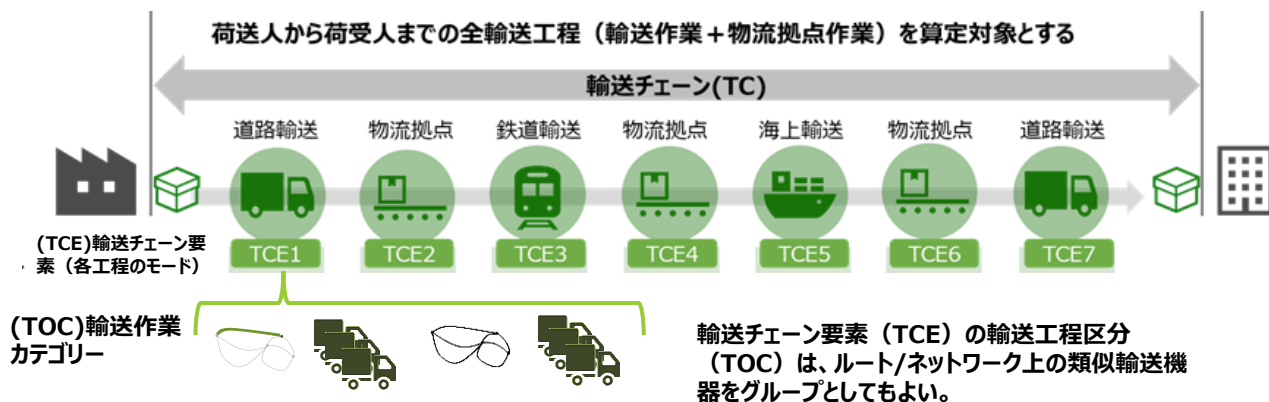 荷送人から荷受人までの全輸送工程（輸送作業＋物流拠点作業）を算定対象とする
輸送チェーン(TC)
道路輸送 物流拠点 鉄道輸送 物流拠点 海上輸送 物流拠点 道路輸送
TCE1 TCE2 TCE3 TCE4 TCE5 TCE6 TCE7
(TCE)輸送チェーン要
素（各工程のモード）
(TOC)輸送作業
カテゴリー
輸送チェーン要素（TCE）の輸送工程区分
（TOC）は、ルート/ネットワーク上の類似輸送機
器をグループとしてもよい。